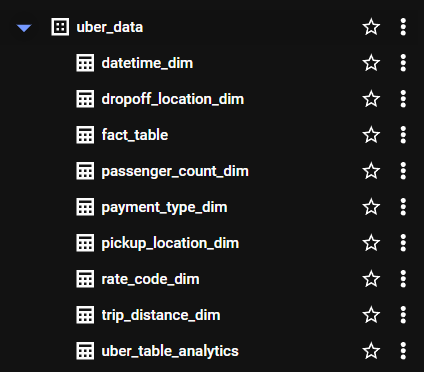 uber_data
datetime_dim
dropoff_location_dim
fact_table
passenger_count_dim
payment_type_dim
pickup_location_dim
rate_code_dim
trip_distance_dim
uber_table_analytics